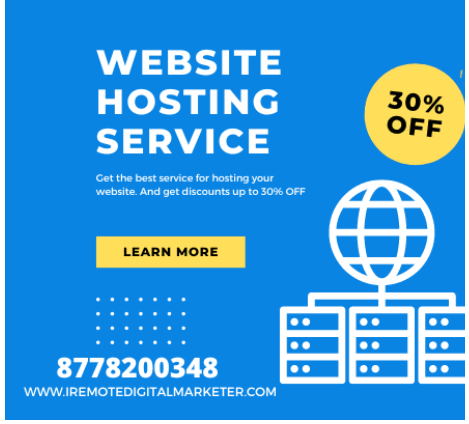 WEBSITE
HOSTING
SERVICE
30%
OFF
Get the best service for hosting your
website. And get discounts up to 30% OFF
LEARN MORE
8778200348
WWW.IREMOTEDIGITALMARKETER.COM